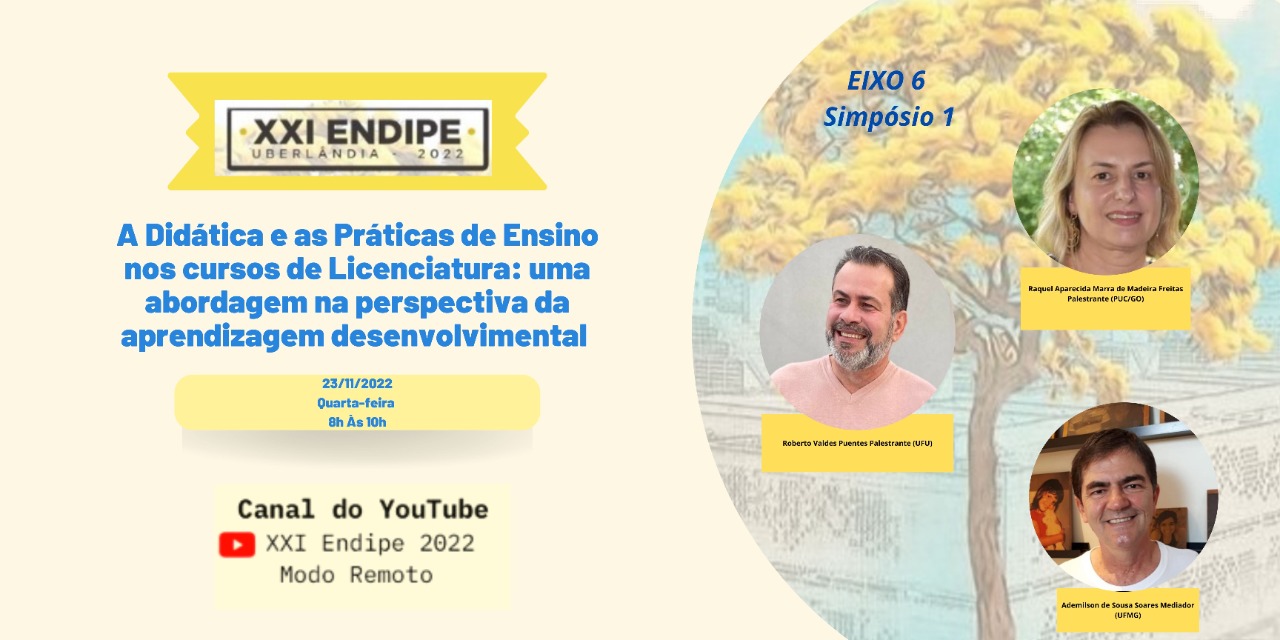 XXI ENDIPE
UBERLÂNDIA - 2022
A Didática e as Práticas de Ensino
nos cursos de Licenciatura: uma
abordagem na perspectiva da
aprendizagem desenvolvimental
23/11/2022
Quarta-feira
8h Às 10h
Canal do YouTube
XXI Endipe 2022
Modo Remoto
EIXO 6
Simpósio 1
Raquel Aparecida Marra de Madeira Freitas
Palestrante (PUC/GO)
Roberto Valdes Puentes Palestrante (UFU)
Ademilson de Sousa Soares Mediador
(UFMG)